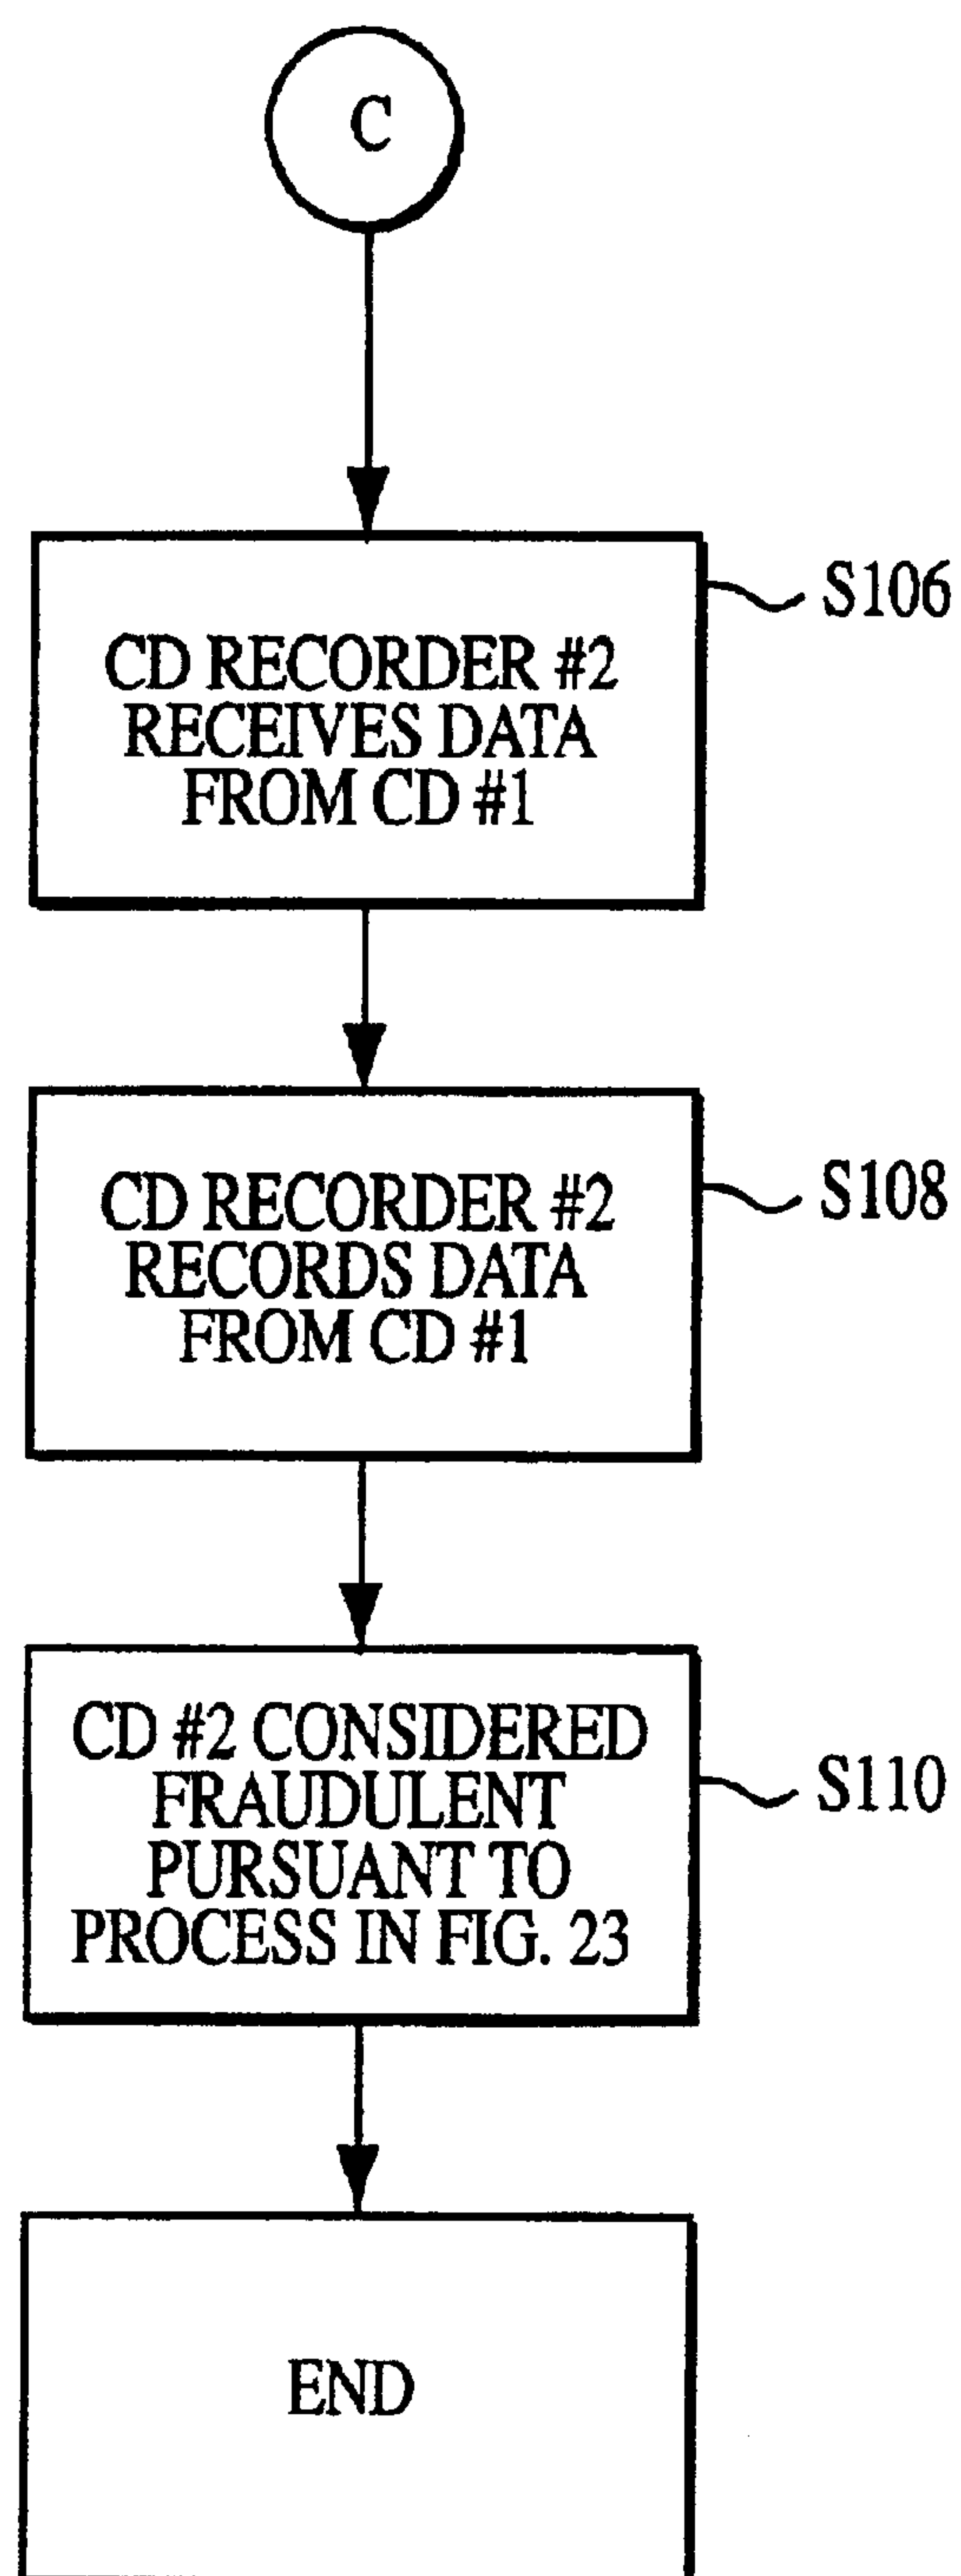 C
CD RECORDER #2
RECEIVES DATA
FROM CD #1
S106
CD RECORDER #2
RECORDS DATA
FROM CD #1
S108
CD #2 CONSIDERED
FRAUDULENT
PURSUANT TO
PROCESS IN FIG. 23
S110
END